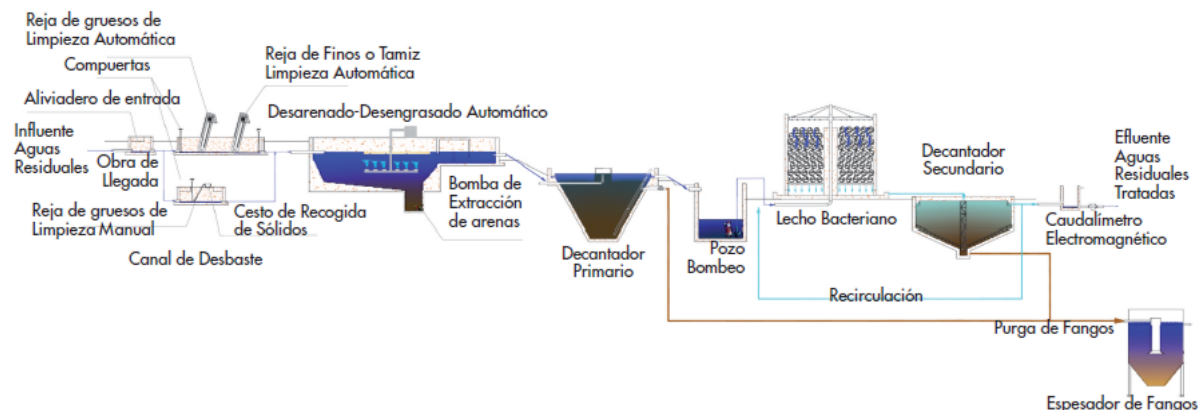 Reja de gruesos de
Limpieza Automática
Compuertas
Aliviadero de entrada
Influente
Aguas
Residuales
Obra de
Llegada
Reja de gruesos de
Limpieza Manual
Cesto de Recogida
de Sólidos
Canal de Desbaste
Reja de Finos o Tamiz
Limpieza Automática
Desarenado-Desengrasado Automático
Bomba de
Extracción
de arenas
Decantador
Primario
Pozo
Bombeo
Lecho Bacteriano
Decantador
Secundario
Efluente
Aguas
Residuales
Tratadas
Caudalímetro
Electromagnético
Recirculación
Purga de Fangos
Espesador de Fangos